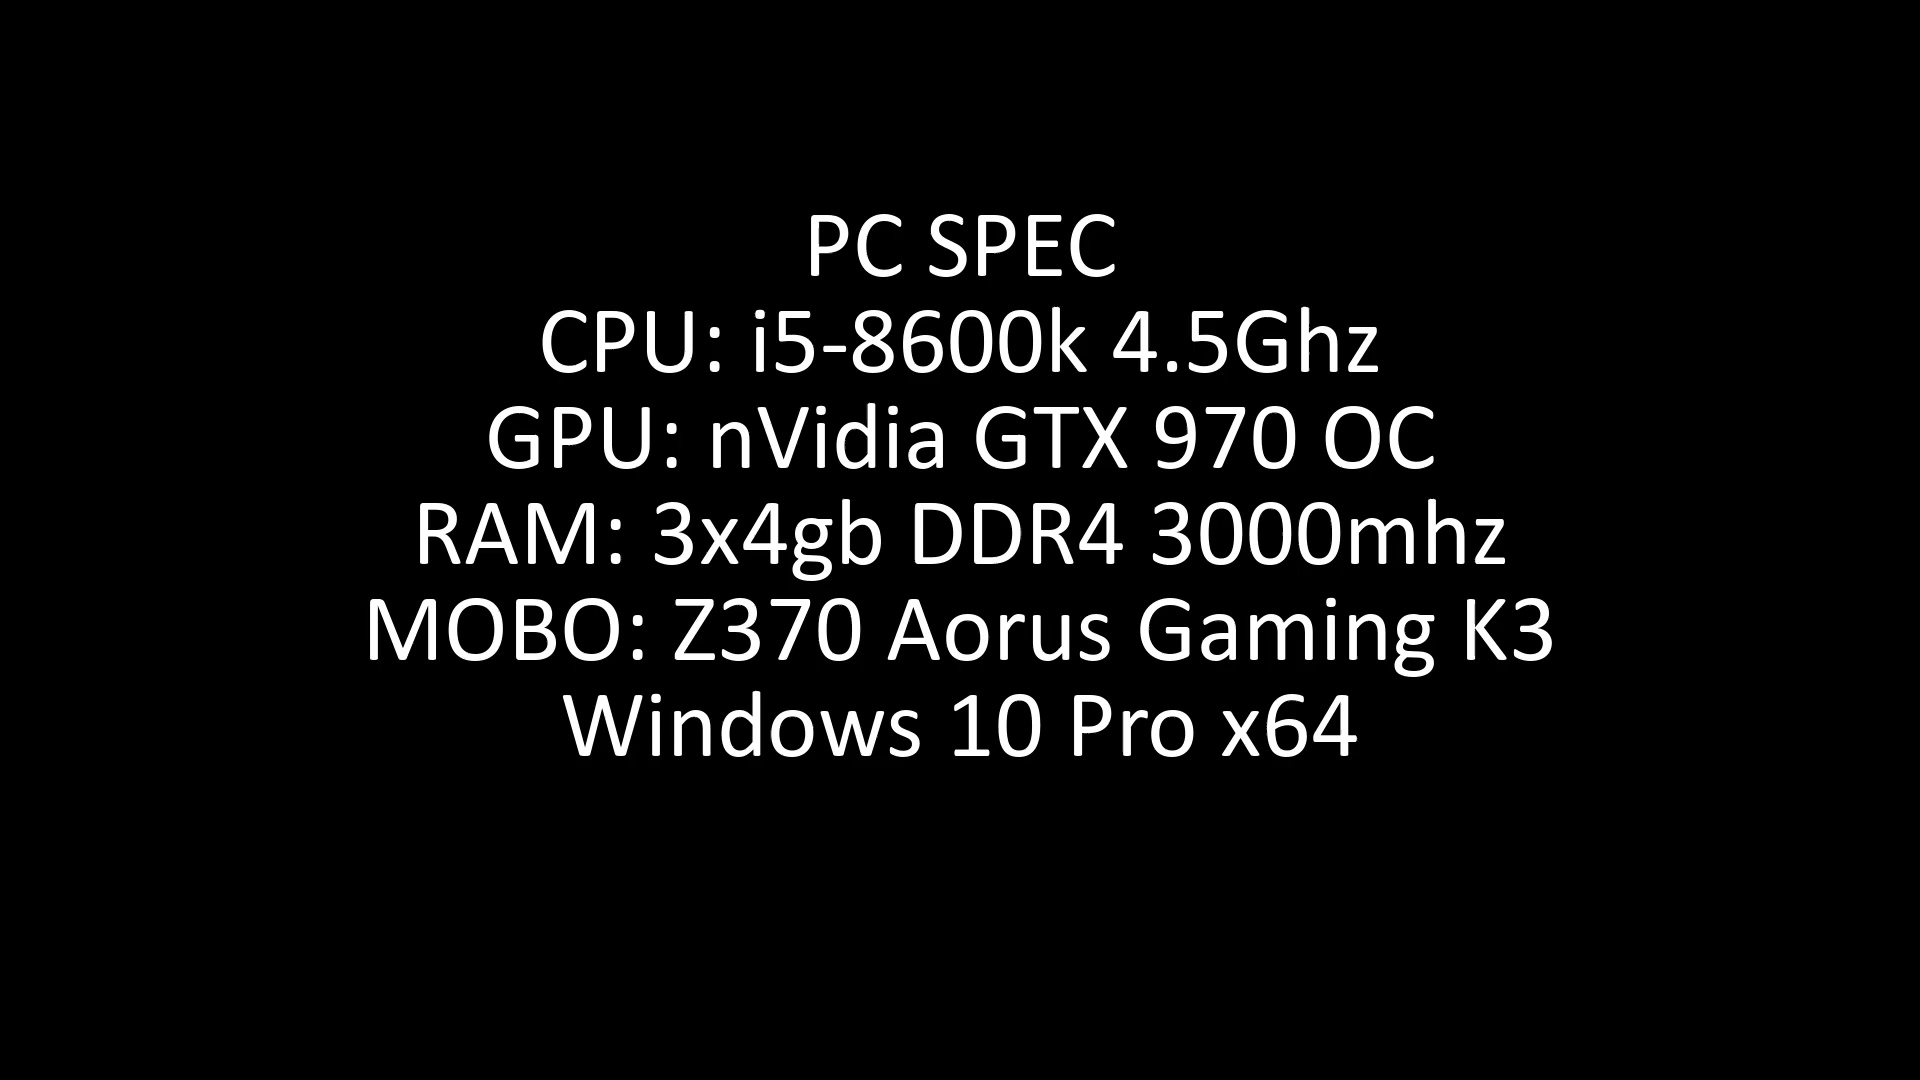 PC SPEC
CPU: i5-8600k 4.5Ghz
GPU: nVidia GTX 970 OC
RAM: 3x4gb DDR4 3000mhz
MOBO: Z370 Aorus Gaming K3
Windows 10 Pro x64